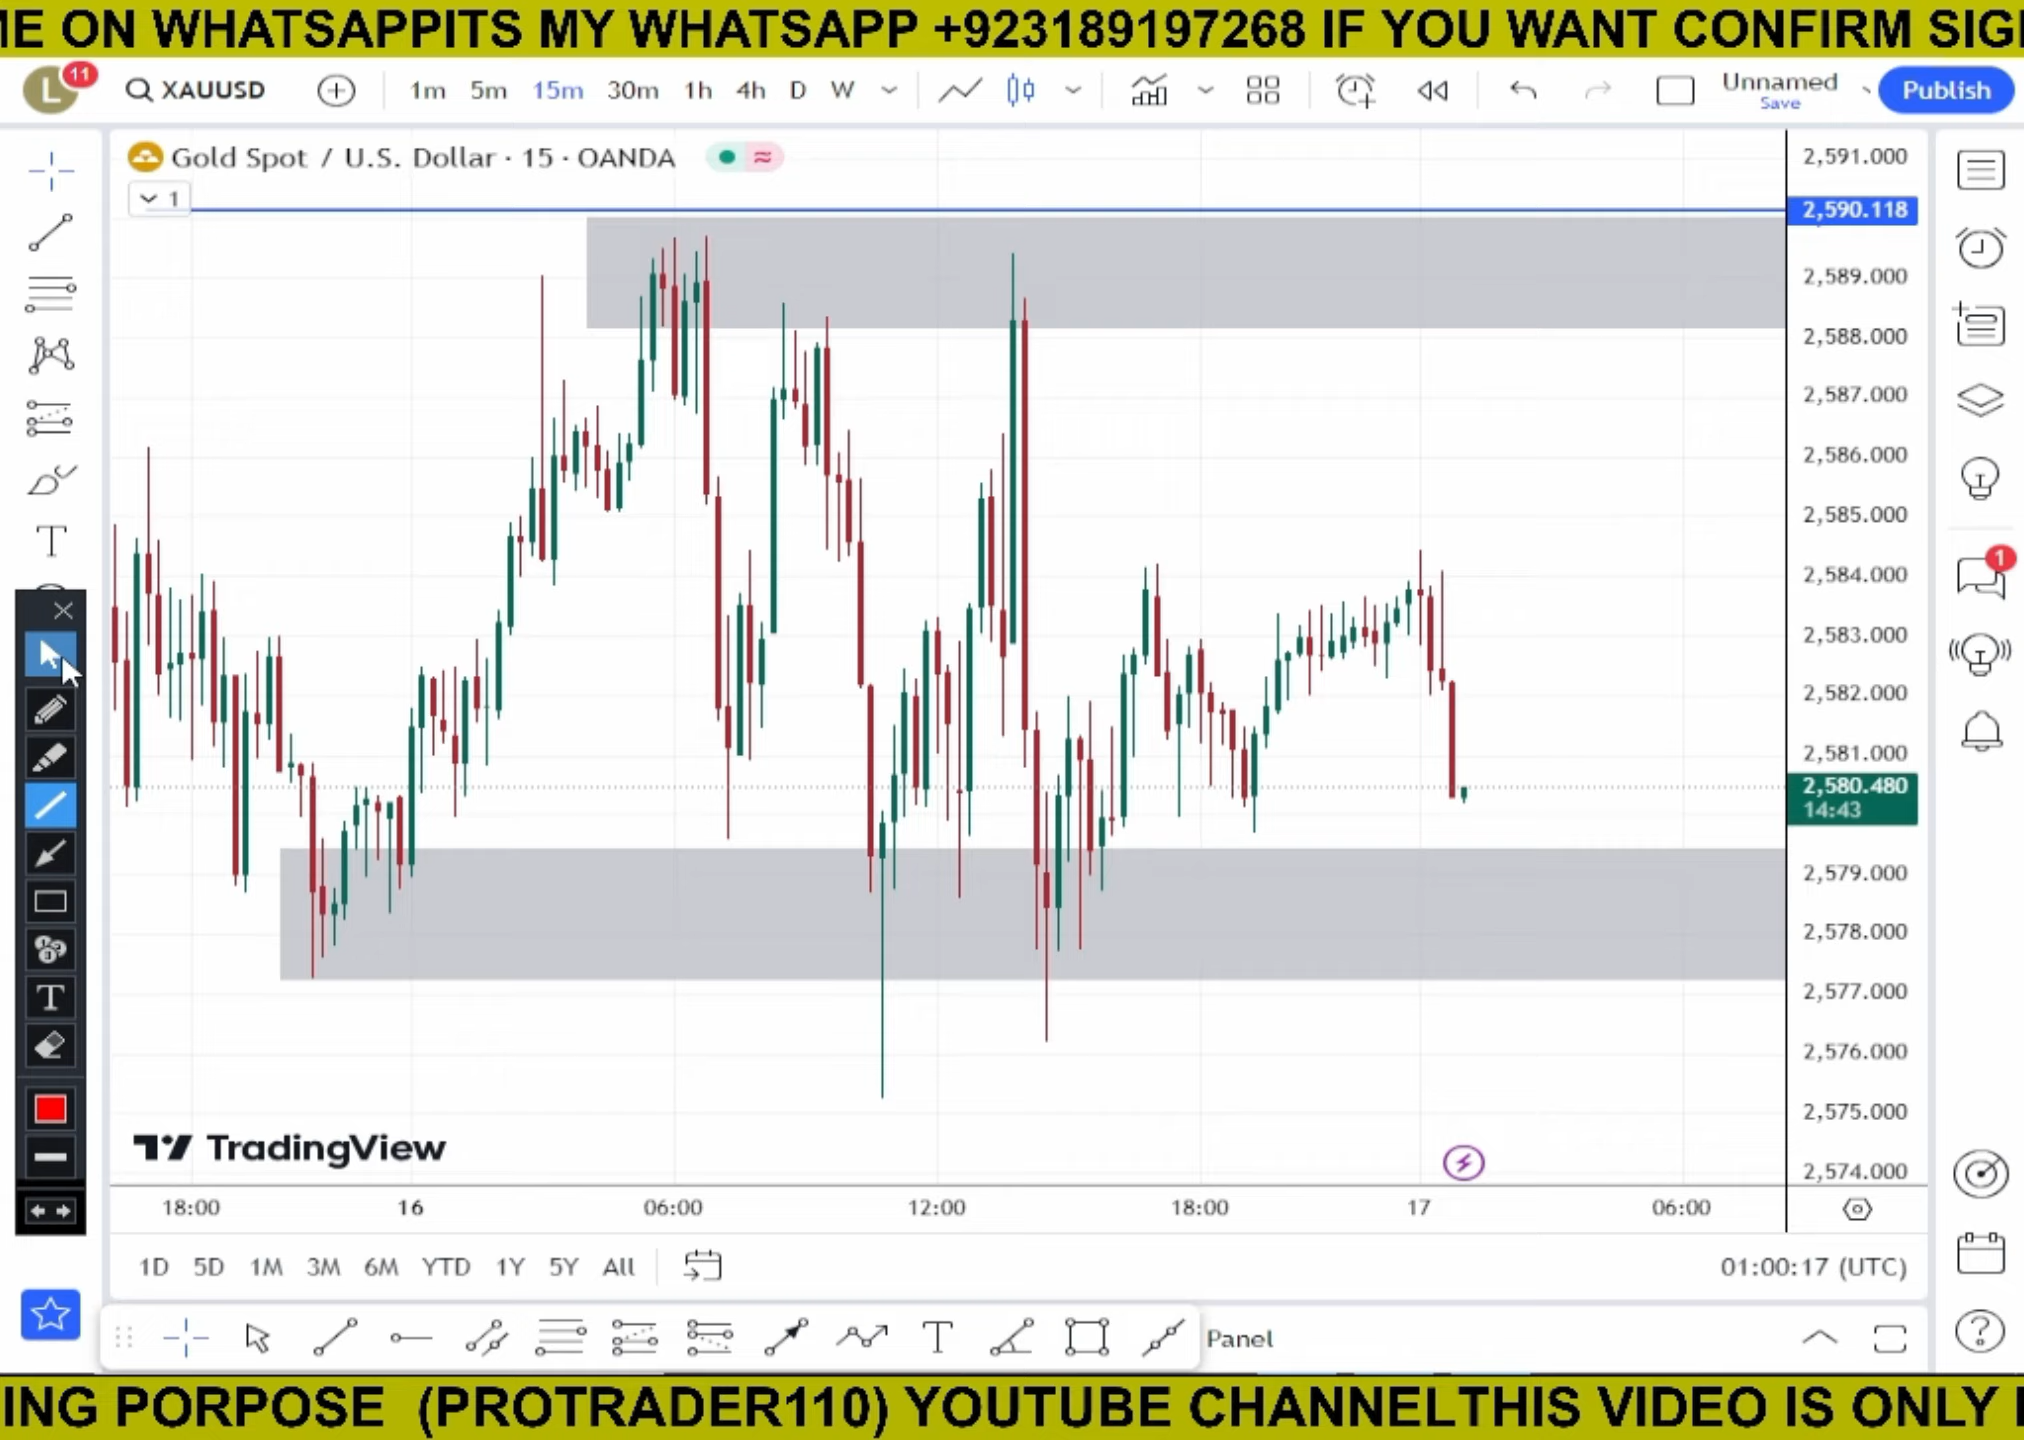 ME ON WHATSAPPITS MY WHATSAPP +923189197268 IF YOU WANT CONFIRM SIG
L 11 XAUUSD 1m 5m 15m 30m 1h 4h D W Unnamed Save Publish
Gold Spot / U.S. Dollar · 15 · OANDA
1
2,591.000
2,590.118
2,589.000
2,588.000
2,587.000
2,586.000
2,585.000
2,584.000
2,583.000
2,582.000
2,581.000
2,580.480
14:43
2,579.000
2,578.000
2,577.000
2,576.000
2,575.000
2,574.000
1
TradingView
18:00 16 06:00 12:00 18:00 17 06:00
1D 5D 1M 3M 6M YTD 1Y 5Y All 01:00:17 (UTC)
Panel
ING PORPOSE (PROTRADER110) YOUTUBE CHANNELTHIS VIDEO IS ONLY